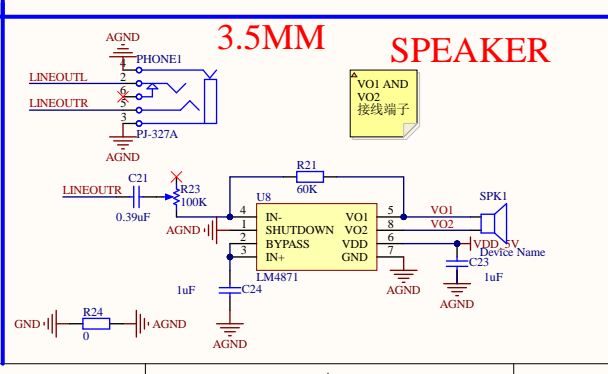 3.5MM
SPEAKER
AGND
PHONE1
4
LINEOUTL
2
6
LINEOUTR
5
3
PJ-327A
AGND
VO1 AND
VO2
接线端子
R21
60K
C21
R23
100K
LINEOUTR
0.39uF
U8
SPK1
4
IN-
VO1
5
VO1
AGND
1
SHUTDOWN
VO2
8
VO2
2
BYPASS
VDD
6
VDD_5V
3
IN+
GND
7
Device Name
LM4871
C23
1uF
1uF
C24
AGND
AGND
AGND
R24
GND
AGND
0